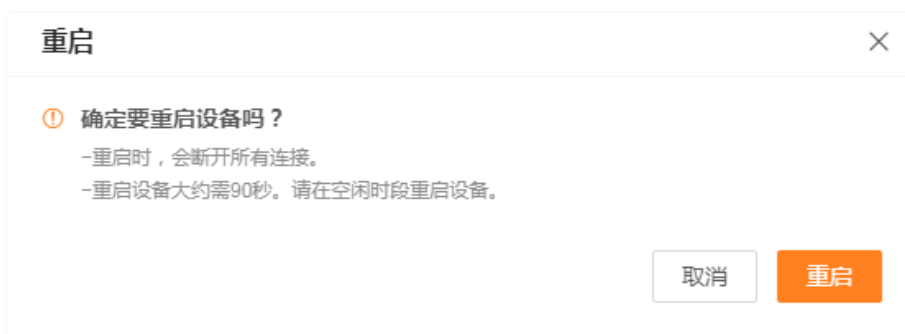 重启
确定要重启设备吗？
-重启时，会断开所有连接。
-重启设备大约需90秒。请在空闲时段重启设备。
取消
重启